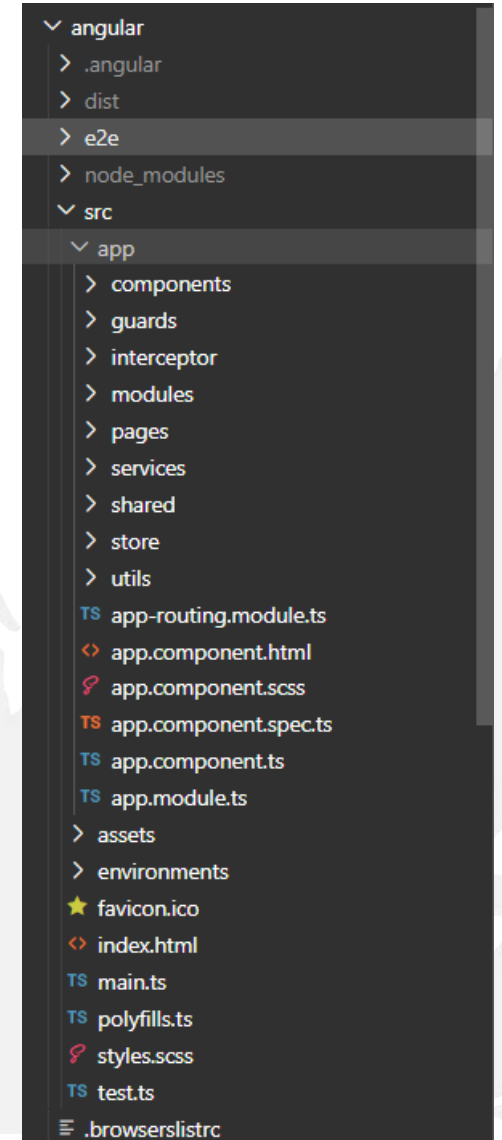 angular
.angular
dist
e2e
node_modules
src
app
components
guards
interceptor
modules
pages
services
shared
store
utils
TS app-routing.module.ts
<> app.component.html
app.component.scss
TS app.component.spec.ts
TS app.component.ts
TS app.module.ts
assets
environments
favicon.ico
<> index.html
TS main.ts
TS polyfills.ts
styles.scss
TS test.ts
.browserslistrc